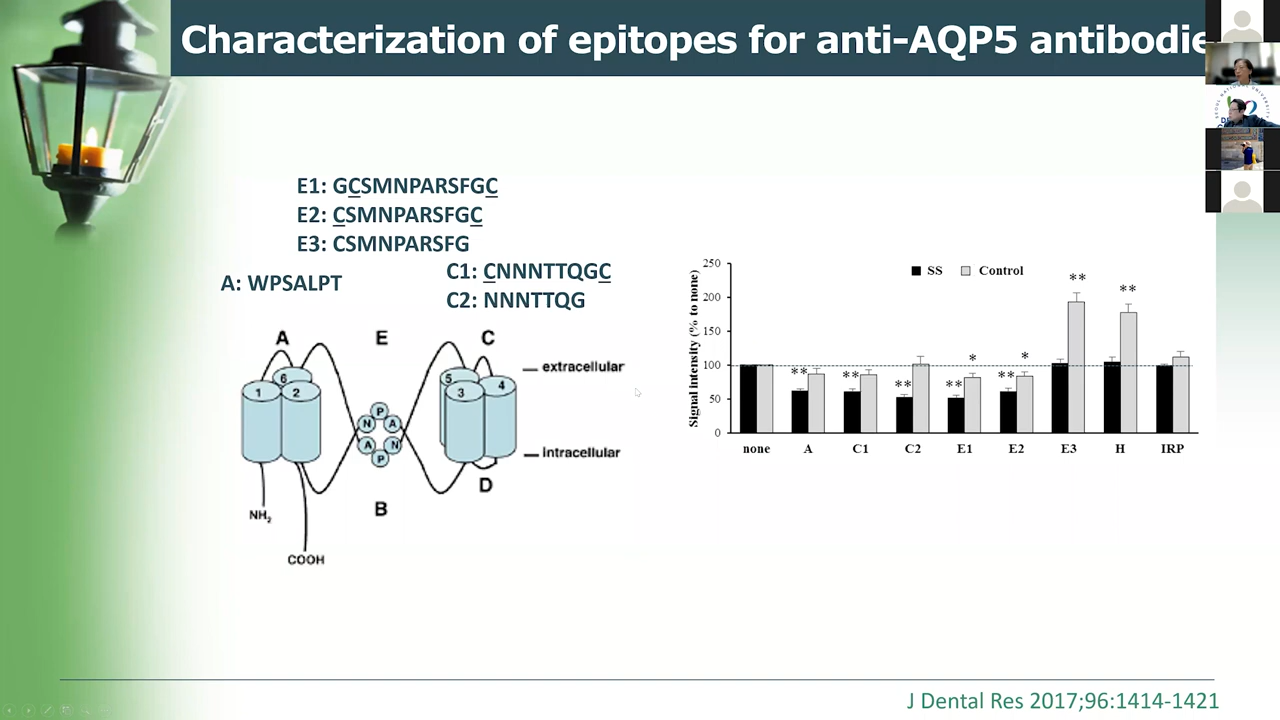 Characterization of epitopes for anti-AQP5 antibodie
E1: GCSMNPARSFGC
E2: CSMNPARSFGC
E3: CSMNPARSFG
A: WPSALPT
C1: CNNNTTQGC
C2: NNNTTQG
A
E
C
extracellular
1
6
2
5
3
4
P
N
A
A
N
P
intracellular
D
B
NH2
COOH
SS
Control
Signal intensity (% to none)
250
200
150
100
50
0
**
**
**
**
*
**
*
**
**
none
A
C1
C2
E1
E2
E3
H
IRP
J Dental Res 2017;96:1414-1421